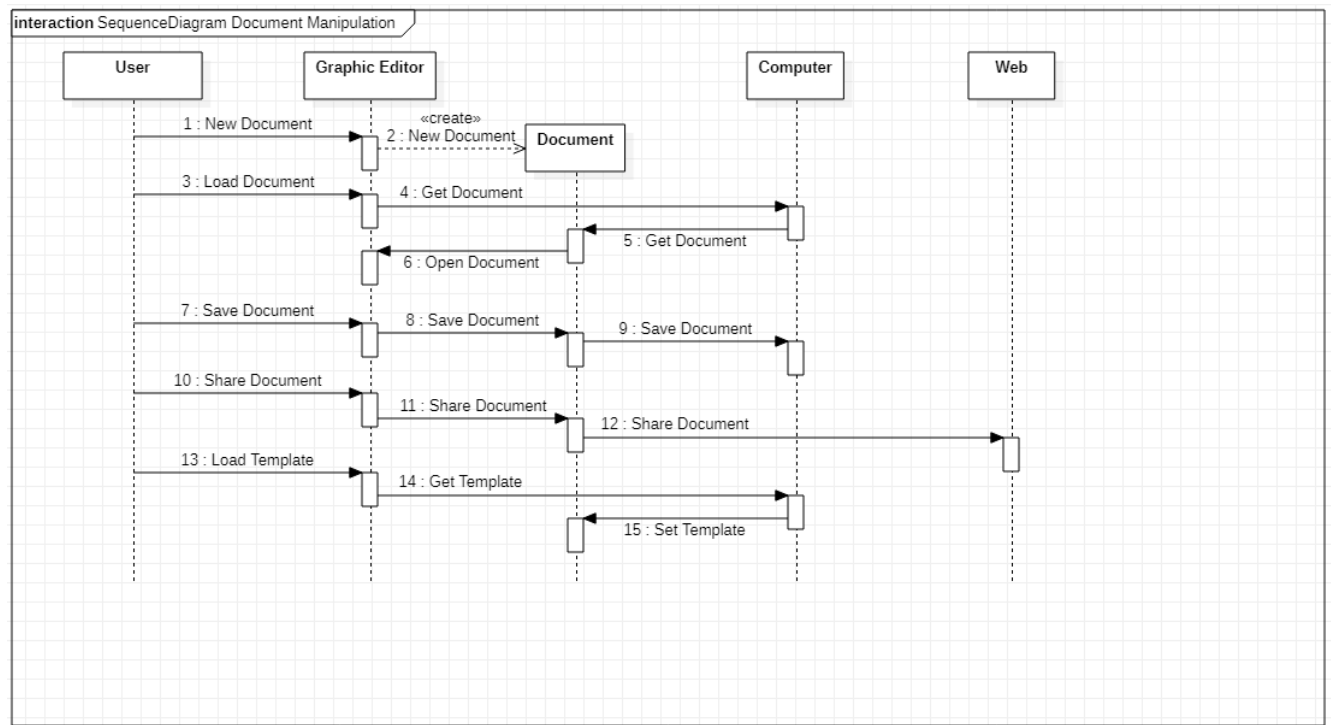 interaction SequenceDiagram Document Manipulation
User
Graphic Editor
Computer
Web
1 : New Document
«create»
2 : New Document
Document
3 : Load Document
4 : Get Document
5 : Get Document
6 : Open Document
7 : Save Document
8 : Save Document
9 : Save Document
10 : Share Document
11 : Share Document
12 : Share Document
13 : Load Template
14 : Get Template
15 : Set Template